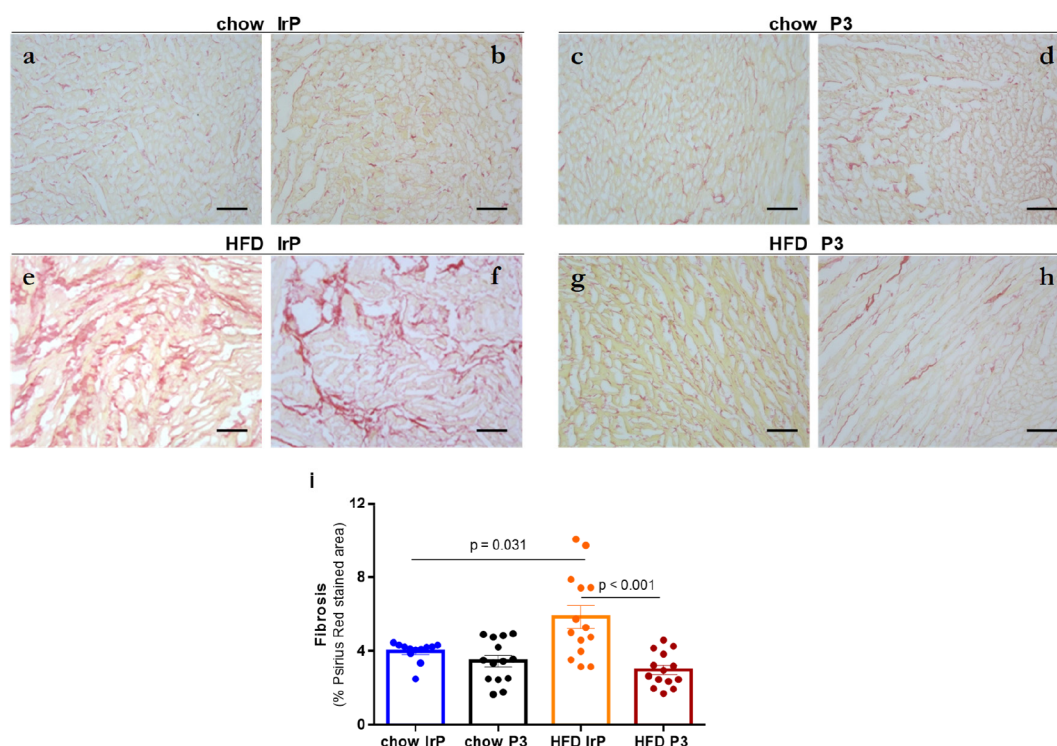 chow IrP
chow P3
a
b
c
d
HFD IrP
HFD P3
e
f
g
h
i
12
8
4
0
Fibrosis
(% Psirius Red stained area)
p = 0.031
p < 0.001
chow IrP
chow P3
HFD IrP
HFD P3